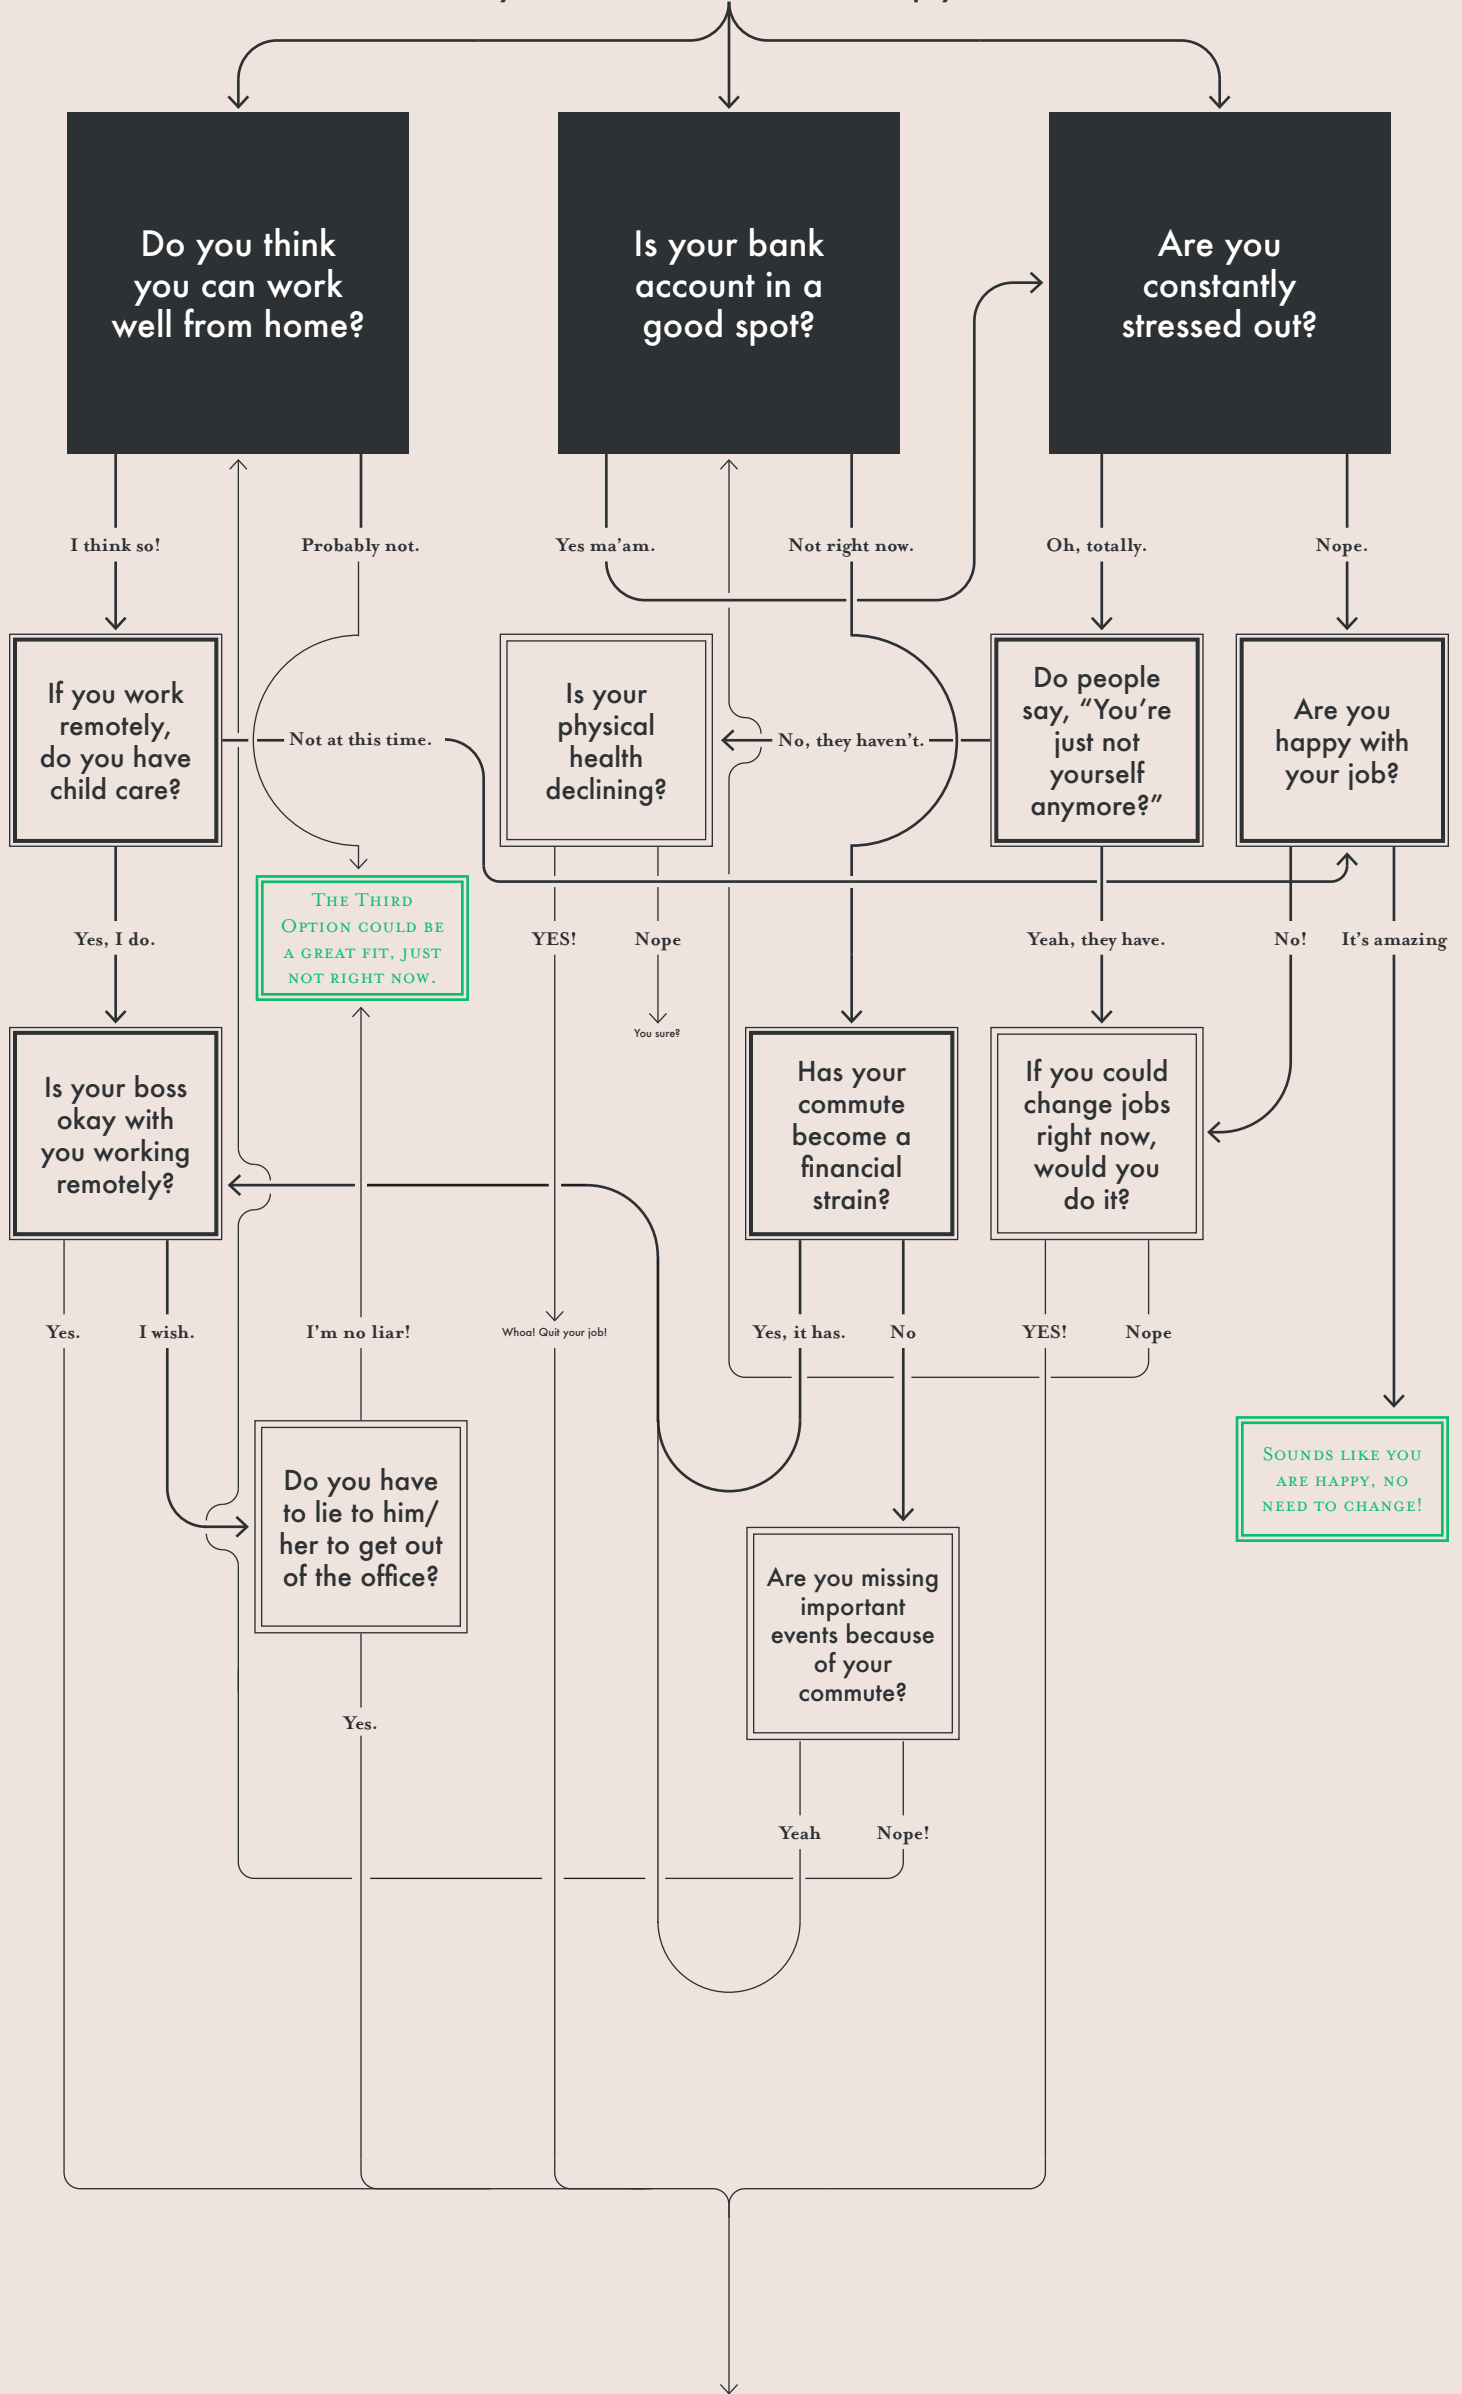 Do you think
you can work
well from home?
Is your bank
account in a
good spot?
Are you
constantly
stressed out?
I think so!
Probably not.
Yes ma’am.
Not right now.
Oh, totally.
Nope.
If you work
remotely,
do you have
child care?
Not at this time.
Is your
physical
health
declining?
No, they haven’t.
Do people
say, “You’re
just not
yourself
anymore?”
Are you
happy with
your job?
The Third
Option could be
a great fit, just
not right now.
Yes, I do.
YES!
Nope
Yeah, they have.
No!
It’s amazing
You sure?
Is your boss
okay with
you working
remotely?
Has your
commute
become a
financial
strain?
If you could
change jobs
right now,
would you
do it?
Yes.
I wish.
I’m no liar!
Whoa! Quit your job!
Yes, it has.
No
YES!
Nope
Do you have
to lie to him/
her to get out
of the office?
Sounds like you
are happy, no
need to change!
Are you missing
important
events because
of your
commute?
Yes.
Yeah
Nope!